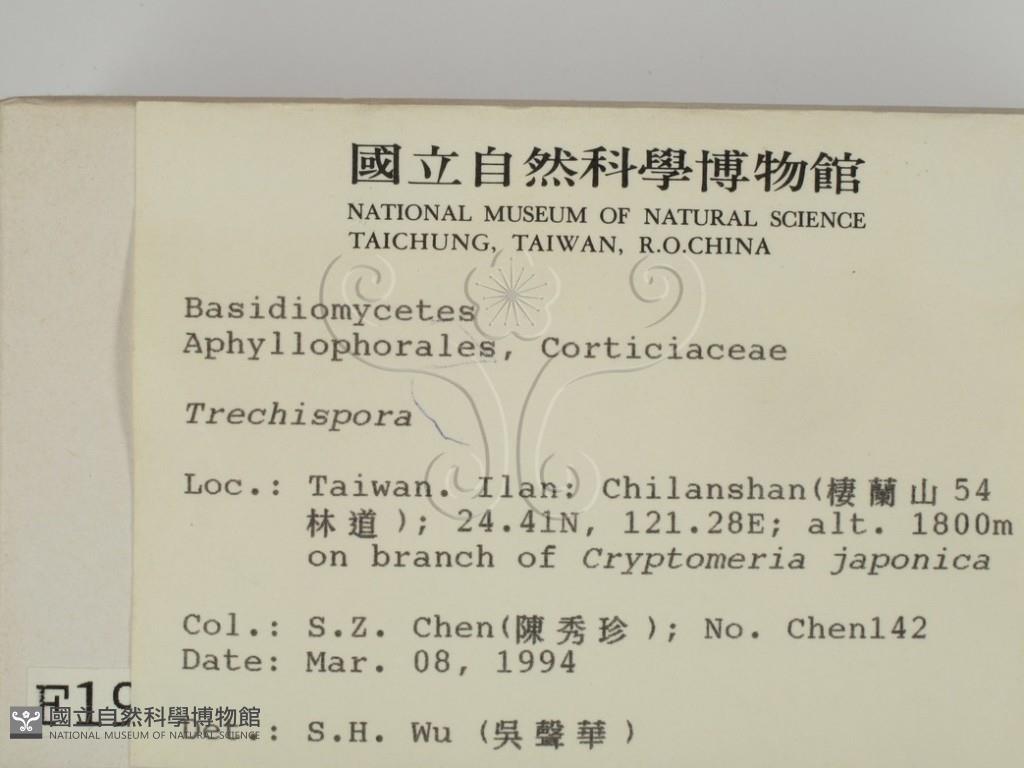 國立自然科學博物館
NATIONAL MUSEUM OF NATURAL SCIENCE
TAICHUNG, TAIWAN, R.O.CHINA
Basidiomycetes
Aphyllophorales, Corticiaceae
Trechispora
Loc.: Taiwan. Ilan: Chilanshan(棲蘭山54
林道); 24.41N, 121.28E; alt. 1800m
on branch of Cryptomeria japonica
Col.: S.Z. Chen(陳秀珍); No. Chen142
Date: Mar. 08, 1994
Det.: S.H. Wu (吳聲華)
F19
國立自然科學博物館
NATIONAL MUSEUM OF NATURAL SCIENCE